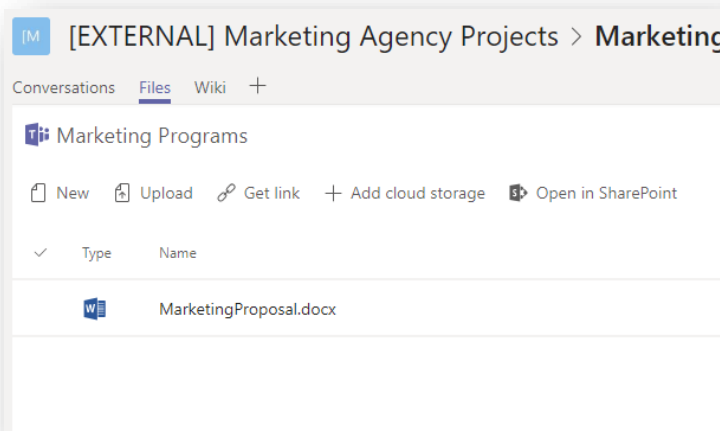 [M [EXTERNAL] Marketing Agency Projects > Marketing
Conversations Files Wiki +
Marketing Programs
New Upload Get link + Add cloud storage Open in SharePoint
Type Name
MarketingProposal.docx